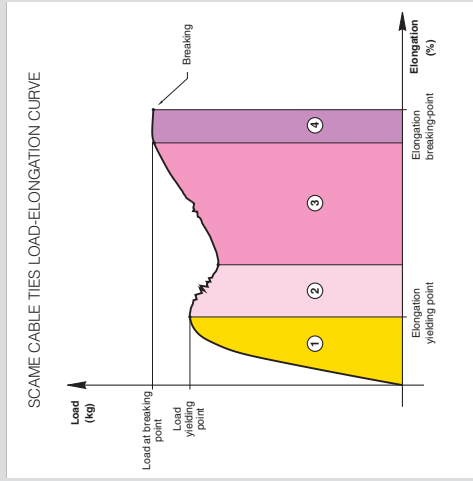 SCAME CABLE TIES LOAD-ELONGATION CURVE
Load
(kg)
Load at breaking
point
Load
yielding
point
Breaking
1
2
3
4
Elongation
yielding point
Elongation
breaking-point
Elongation
(%)